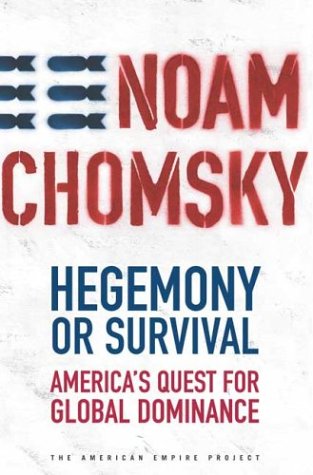 NOAM
CHOMSKY
HEGEMONY
OR SURVIVAL
AMERICA'S QUEST FOR
GLOBAL DOMINANCE
THE AMERICAN EMPIRE PROJECT